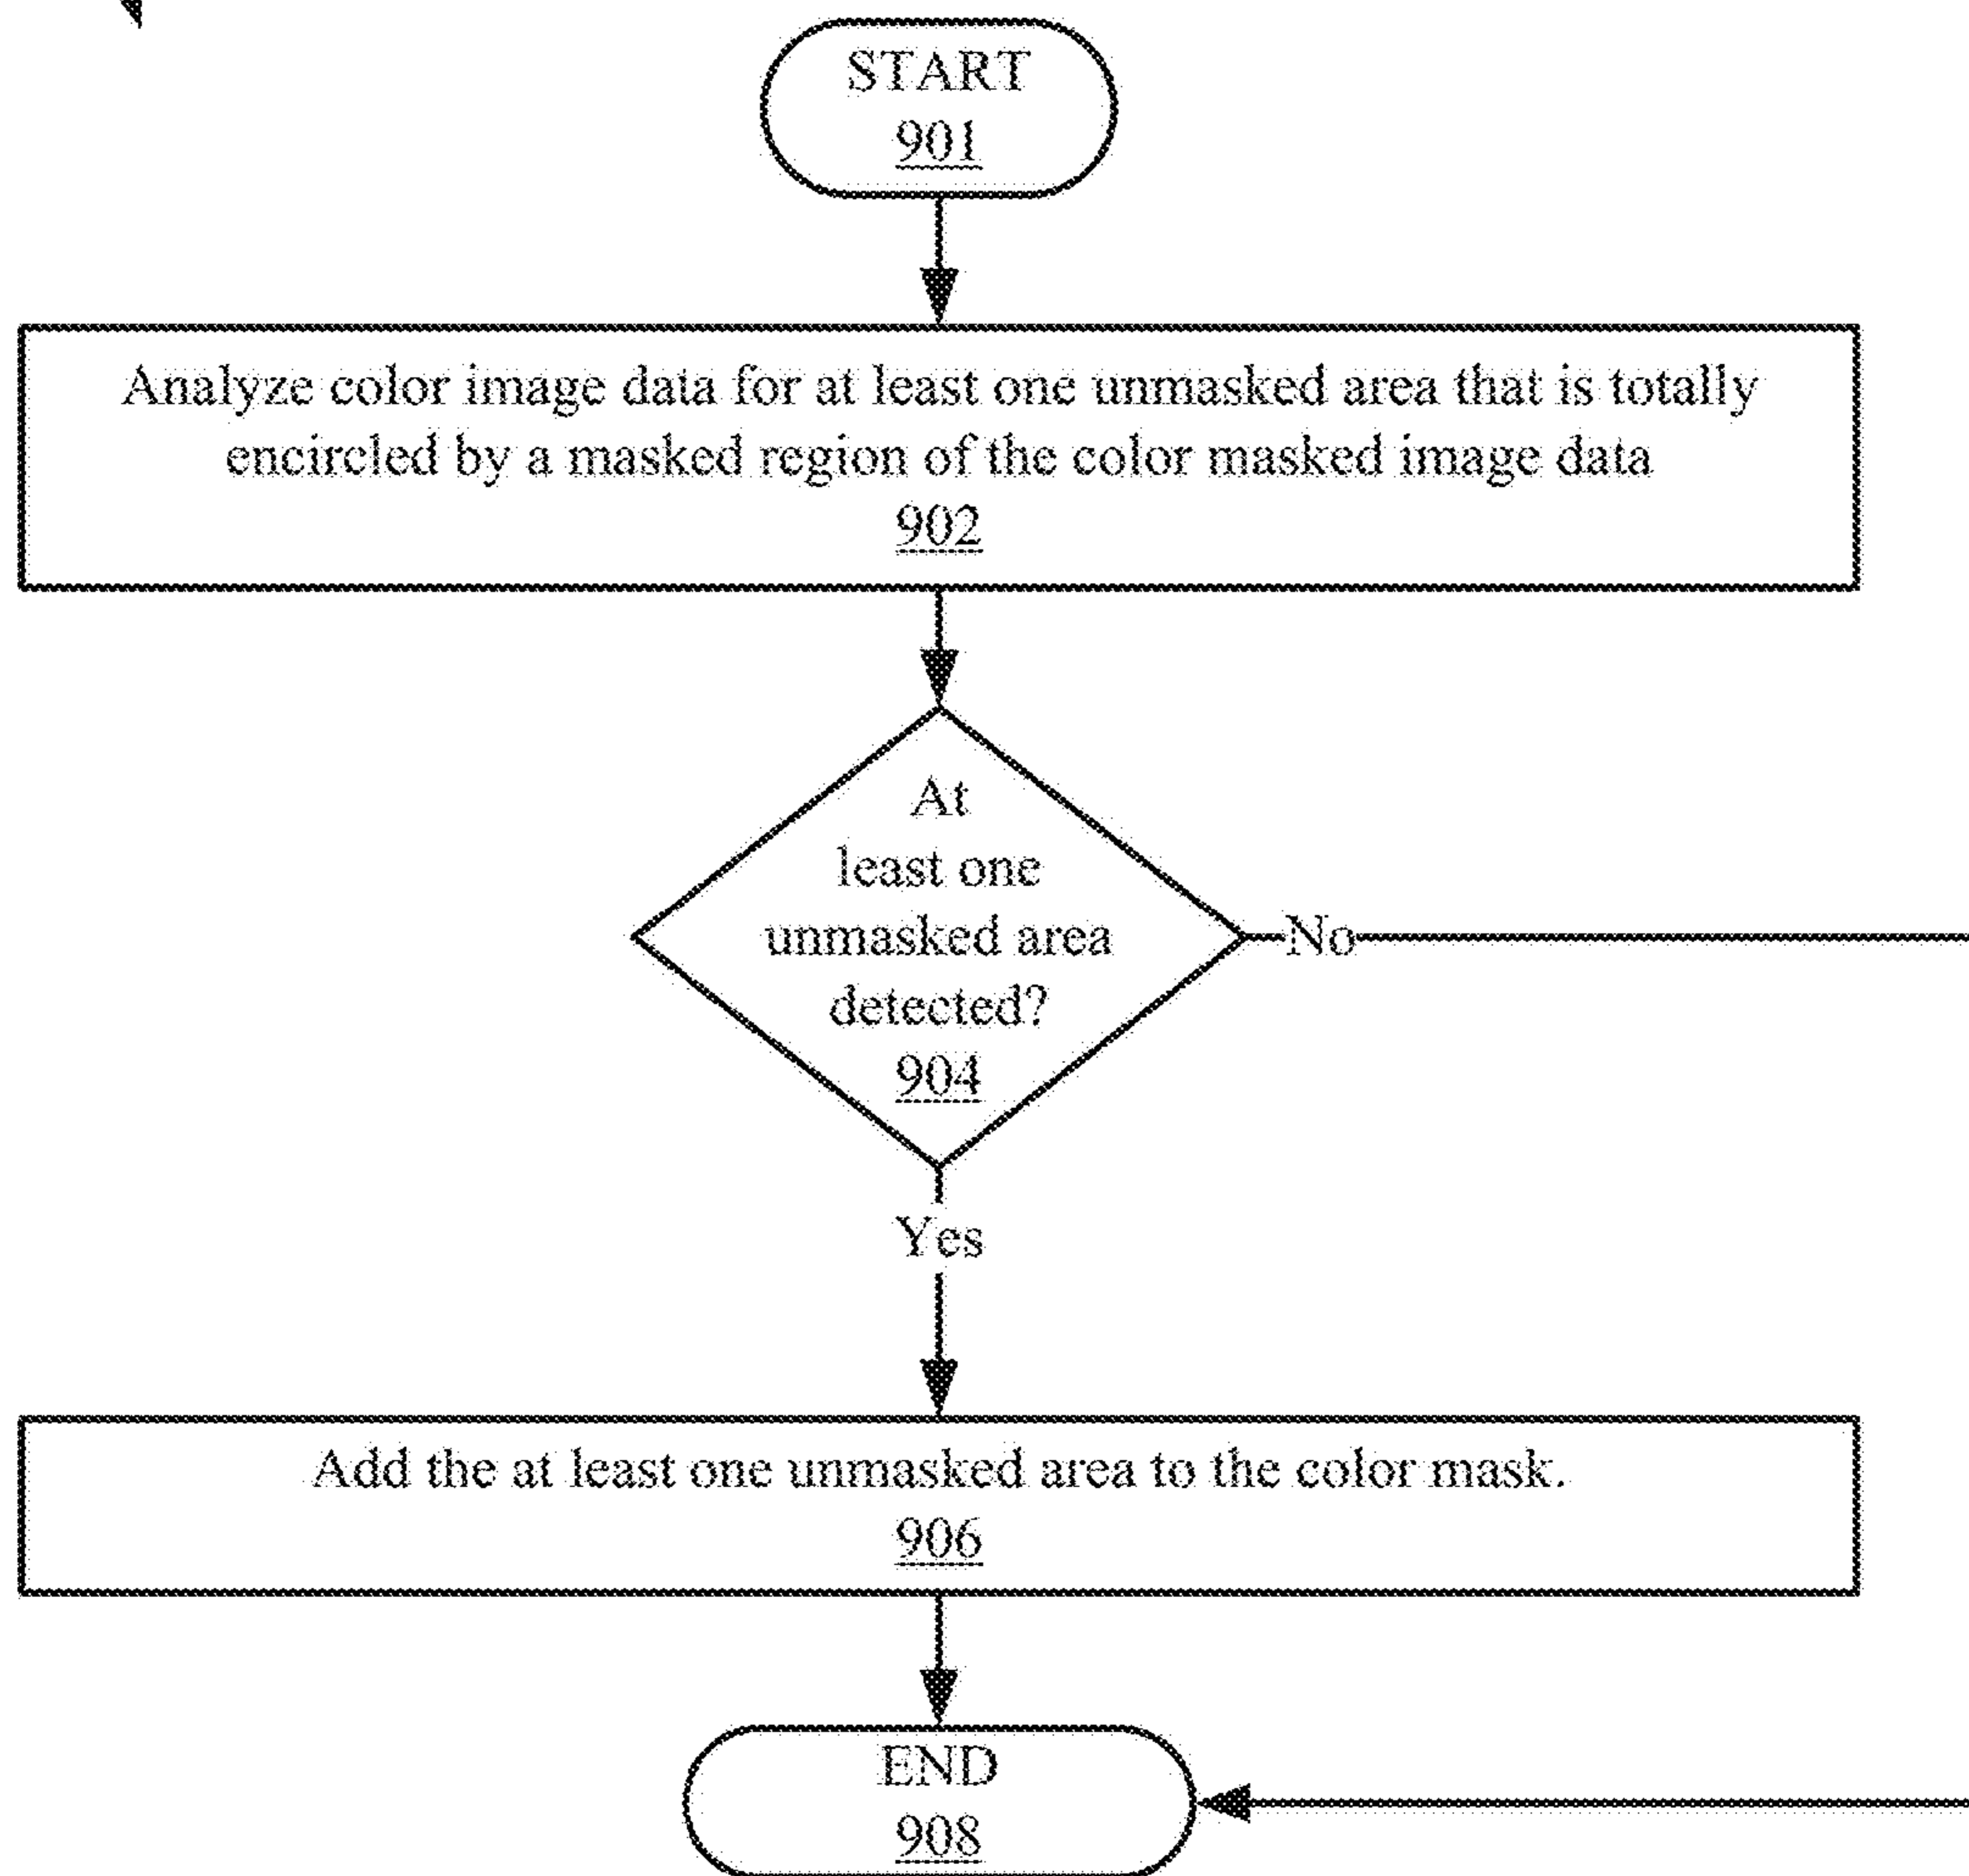 START
901
Analyze color image data for at least one unmasked area that is totally
encircled by a masked region of the color masked image data
902
At
least one
unmasked area
detected?
904
No
Yes
Add the at least one unmasked area to the color mask.
906
END
908